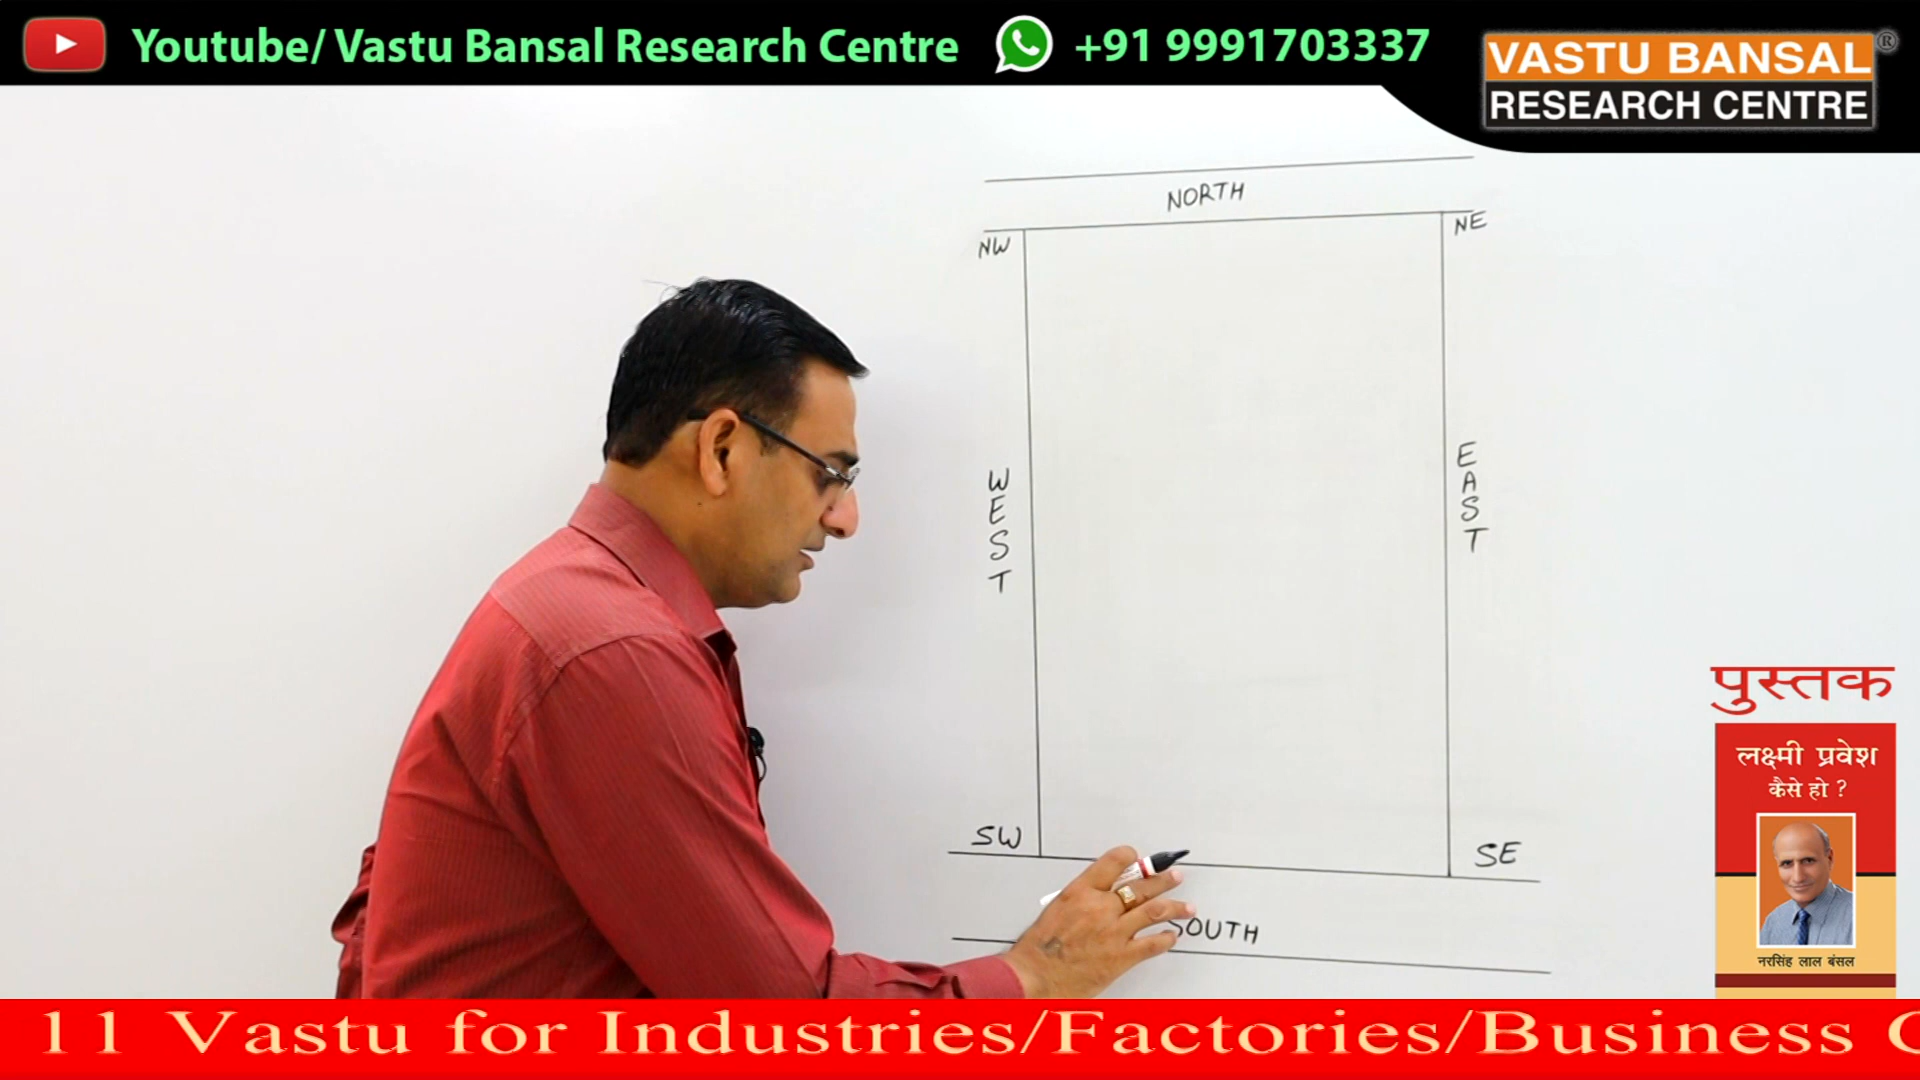 Youtube/ Vastu Bansal Research Centre
+91 9991703337
VASTU BANSAL
®
RESEARCH CENTRE
NORTH
NW
NE
WEST
EAST
SW
SE
SOUTH
पुस्तक
लक्ष्मी प्रवेश
कैसे हो ?
नरसिंह लाल बंसल
11 Vastu for Industries/Factories/Business